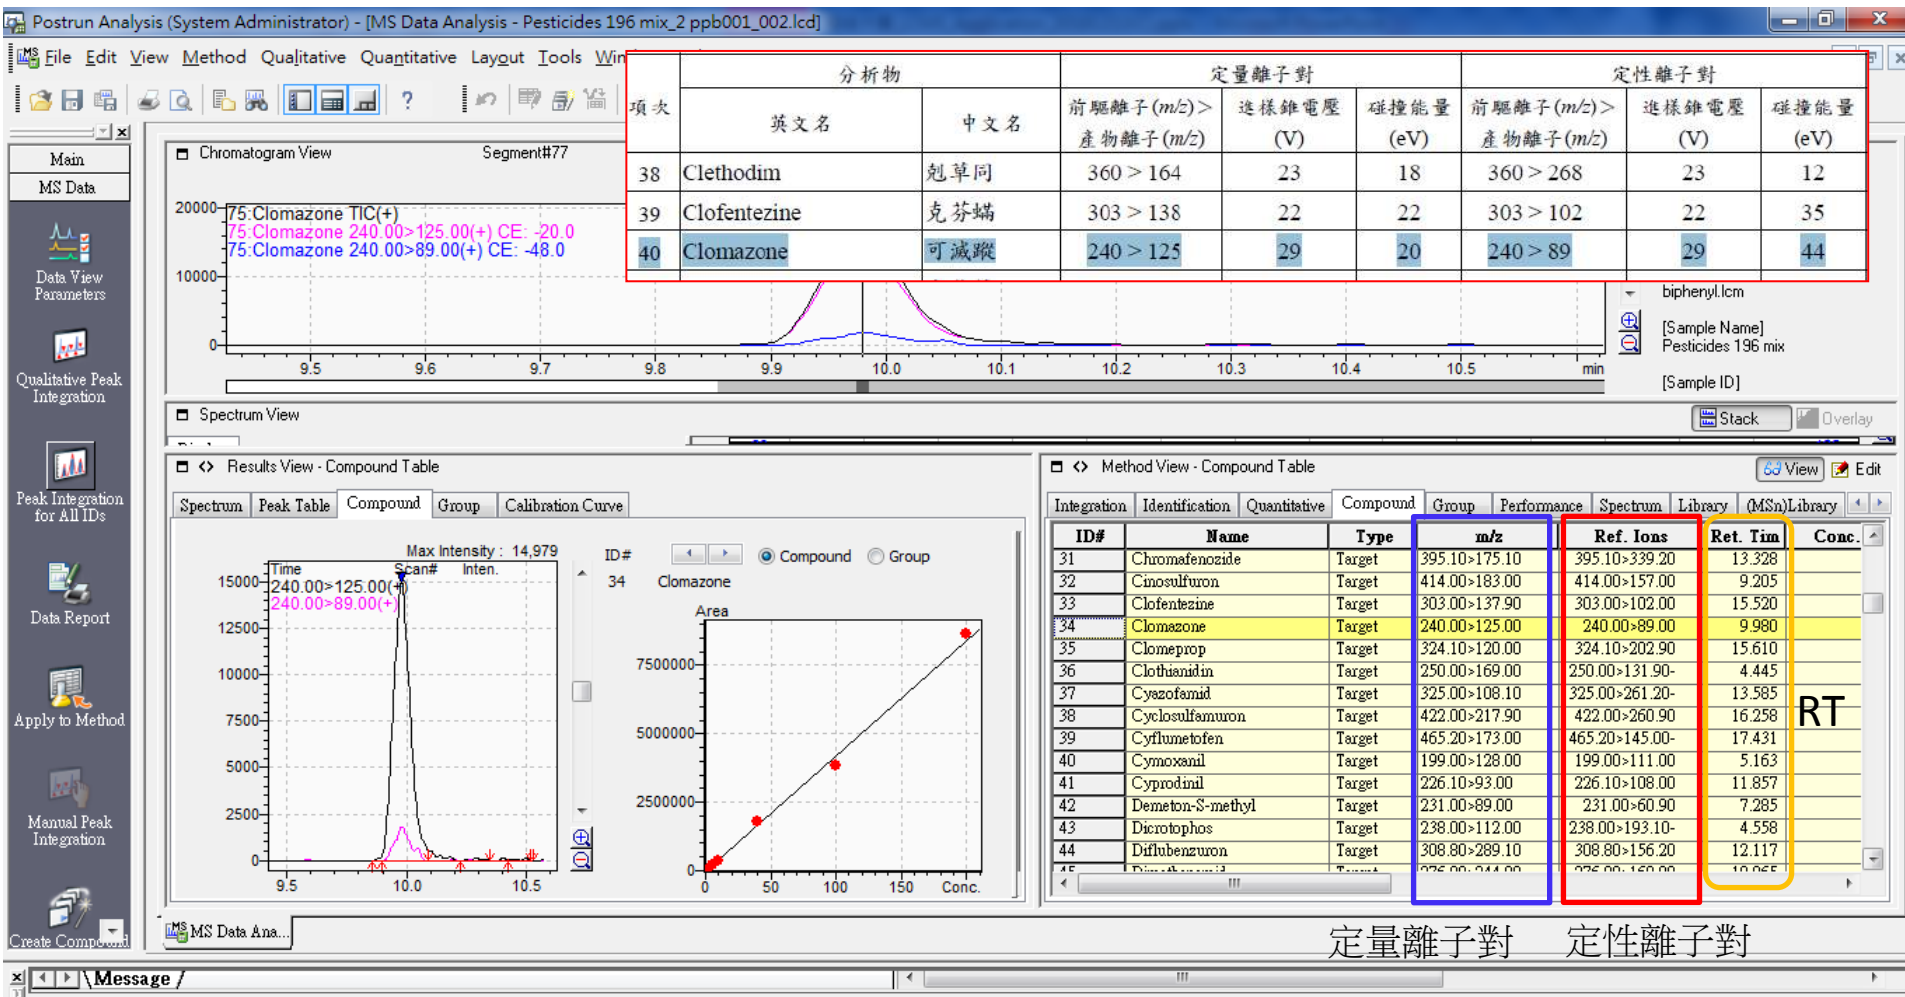 Postrun Analysis (System Administrator) - [MS Data Analysis - Pesticides 196 mix_2 ppb001_002.lcd]
File Edit View Method Qualitative Quantitative Layout Tools
項次 分析物 定量離子對 定性離子對
英文名 中文名 前驅離子(m/z)> 產物離子(m/z) 進樣錐電壓 (V) 碰撞能量 (eV) 前驅離子(m/z)> 產物離子(m/z) 進樣錐電壓 (V) 碰撞能量 (eV)
38 Clethodim 剋草同 360 > 164 23 18 360 > 268 23 12
39 Clofentezine 克芬蟎 303 > 138 22 22 303 > 102 22 35
40 Clomazone 可滅蹤 240 > 125 29 20 240 > 89 29 44
Main
MS Data
Data View
Parameters
Qualitative Peak
Integration
Peak Integration
for All IDs
Data Report
Apply to Method
Manual Peak
Integration
Create Compound
Chromatogram View Segment#77
75:Clomazone TIC(+)
75:Clomazone 240.00>125.00(+) CE: -20.0
75:Clomazone 240.00>89.00(+) CE: -48.0
20000
10000
0
9.5 9.6 9.7 9.8 9.9 10.0 10.1 10.2 10.3 10.4 10.5 min
biphenyl.lcm
[Sample Name]
Pesticides 196 mix
[Sample ID]
Spectrum View Stack Overlay
Results View - Compound Table
Spectrum Peak Table Compound Group Calibration Curve
Max Intensity : 14,979
Time Scan# Inten.
240.00>125.00(+)
240.00>89.00(+)
15000
12500
10000
7500
5000
2500
0
9.5 10.0 10.5
ID# Compound Group
34 Clomazone
Area
7500000
5000000
2500000
0
0 50 100 150 Conc.
Method View - Compound Table View Edit
Integration Identification Quantitative Compound Group Performance Spectrum Library (MSn)Library
ID# Name Type m/z Ref. Ions Ret. Tim Conc.
31 Chromafenozide Target 395.10>175.10 395.10>339.20 13.328
32 Cinosulfuron Target 414.00>183.00 414.00>157.00 9.205
33 Clofentezine Target 303.00>137.90 303.00>102.00 15.520
34 Clomazone Target 240.00>125.00 240.00>89.00 9.980
35 Clomeprop Target 324.10>120.00 324.10>202.90 15.610
36 Clothianidin Target 250.00>169.00 250.00>131.90- 4.445
37 Cyazofamid Target 325.00>108.10 325.00>261.20- 13.585
38 Cyclosulfamuron Target 422.00>217.90 422.00>260.90 16.258
39 Cyflumetofen Target 465.20>173.00 465.20>145.00- 17.431
40 Cymoxanil Target 199.00>128.00 199.00>111.00 5.163
41 Cyprodinil Target 226.10>93.00 226.10>108.00 11.857
42 Demeton-S-methyl Target 231.00>89.00 231.00>60.90 7.285
43 Dicrotophos Target 238.00>112.00 238.00>193.10- 4.558
44 Diflubenzuron Target 308.80>289.10 308.80>156.20 12.117
RT
定量離子對 定性離子對
MS Data Ana...
Message